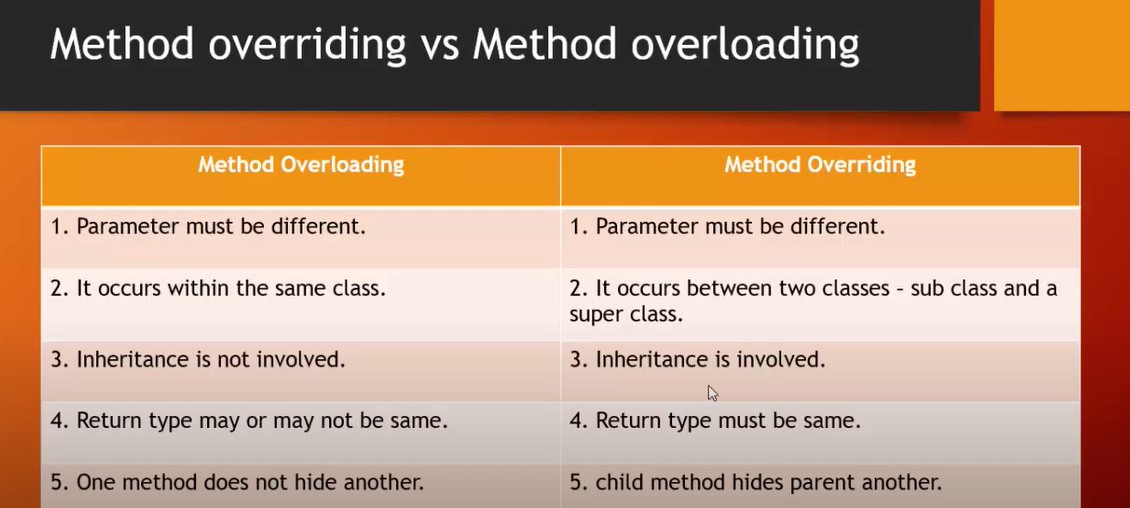 Method overriding vs Method overloading
Method Overloading
Method Overriding
1. Parameter must be different.
1. Parameter must be different.
2. It occurs within the same class.
2. It occurs between two classes – sub class and a
super class.
3. Inheritance is not involved.
3. Inheritance is involved.
4. Return type may or may not be same.
4. Return type must be same.
5. One method does not hide another.
5. child method hides parent another.